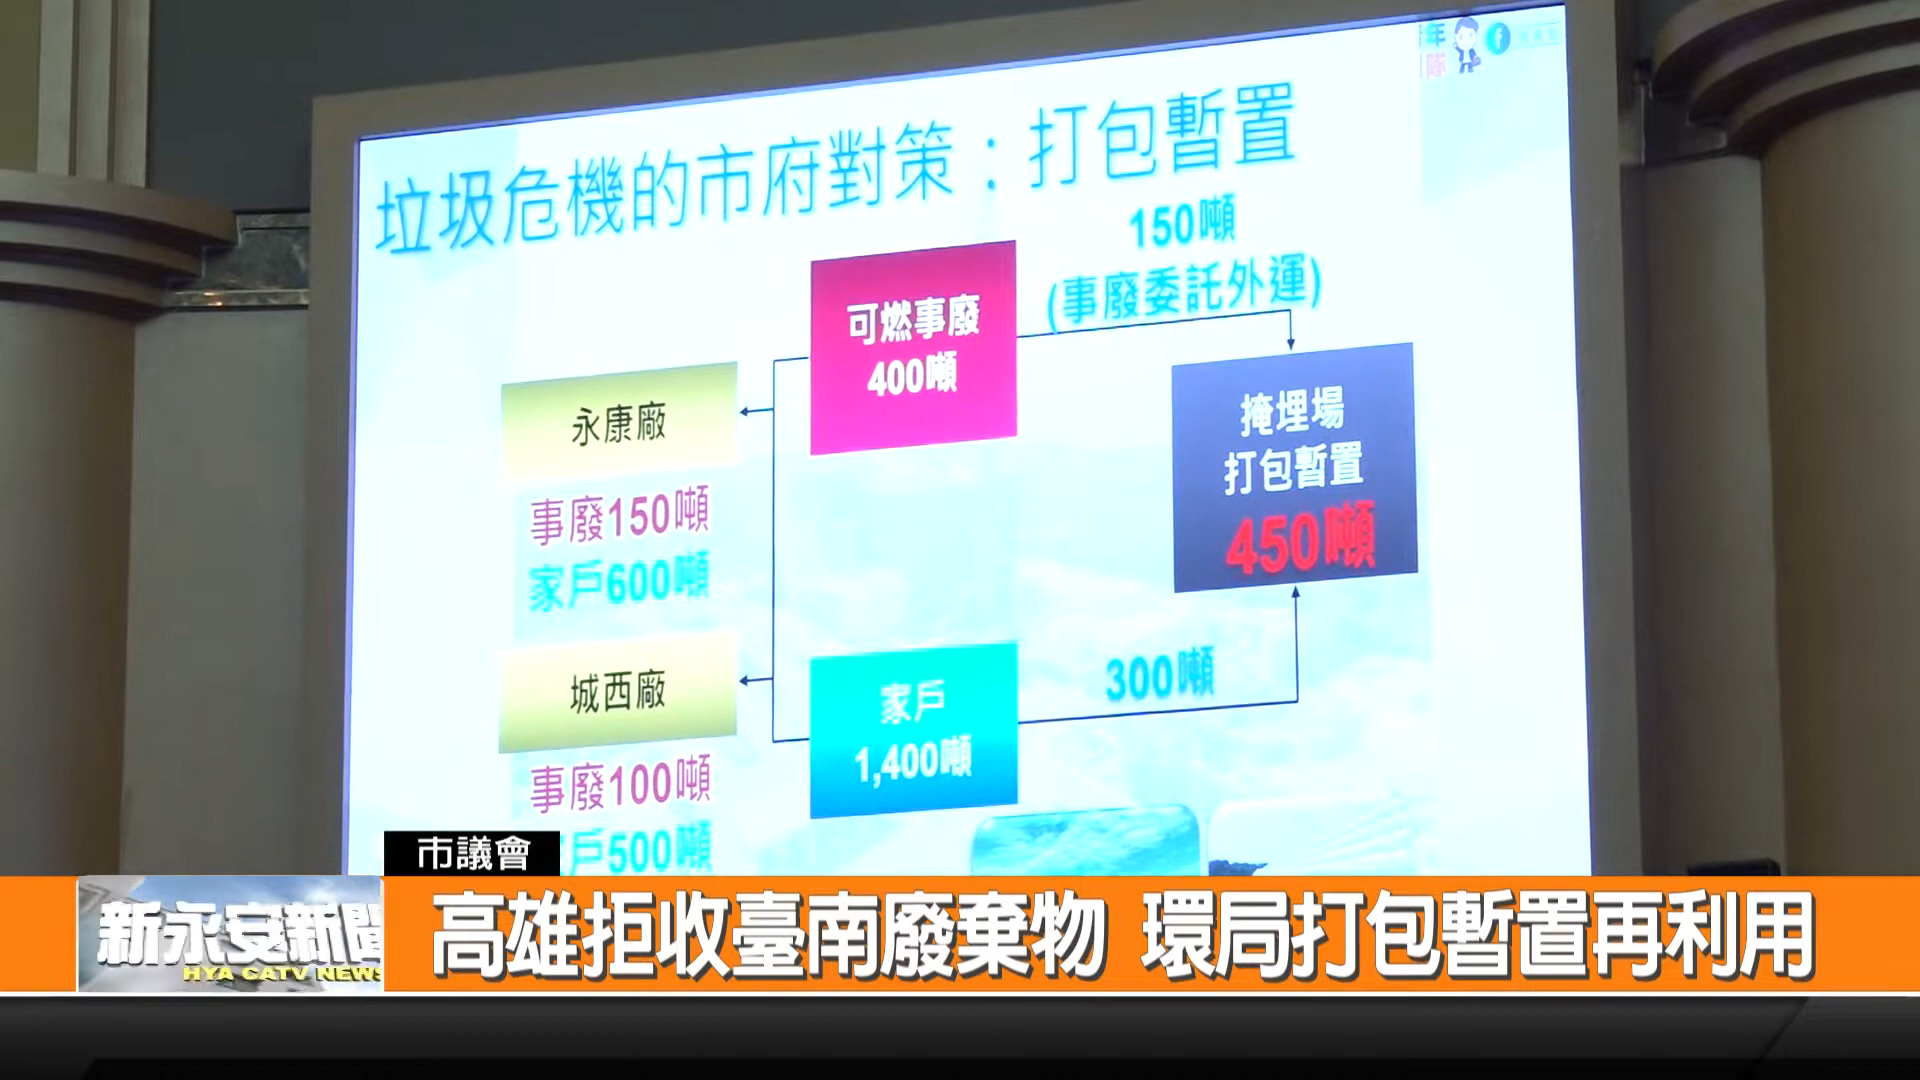 年
隊
垃圾危機的市府對策：打包暫置
150噸
(事廢委託外運)
可燃事廢
400噸
永康廠
事廢150噸
家戶600噸
掩埋場
打包暫置
450噸
城西廠
事廢100噸
戶500噸
家戶
1,400噸
300噸
市議會
新永安新聞
HYA CATV NEWS
高雄拒收臺南廢棄物 環局打包暫置再利用